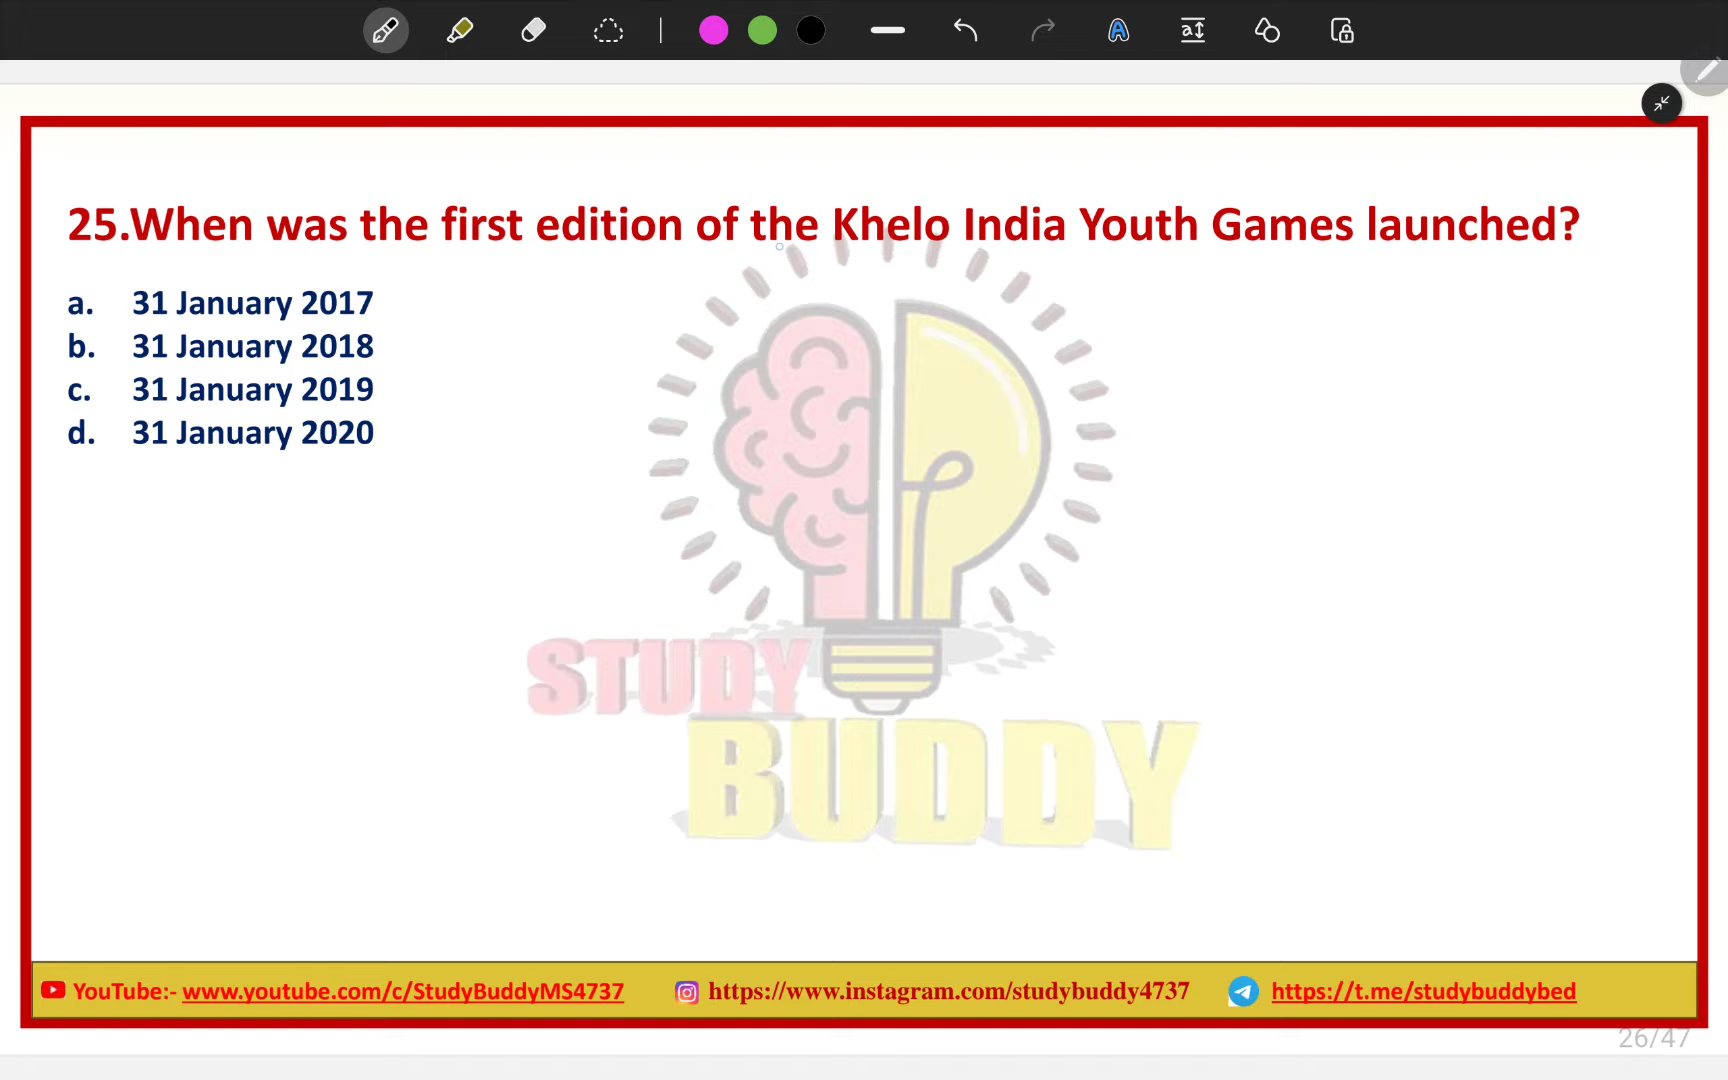 25.When was the first edition of the Khelo India Youth Games launched?
a. 31 January 2017
b. 31 January 2018
c. 31 January 2019
d. 31 January 2020
STUDY
BUDDY
YouTube:- www.youtube.com/c/StudyBuddyMS4737 https://www.instagram.com/studybuddy4737 https://t.me/studybuddybed
26/47